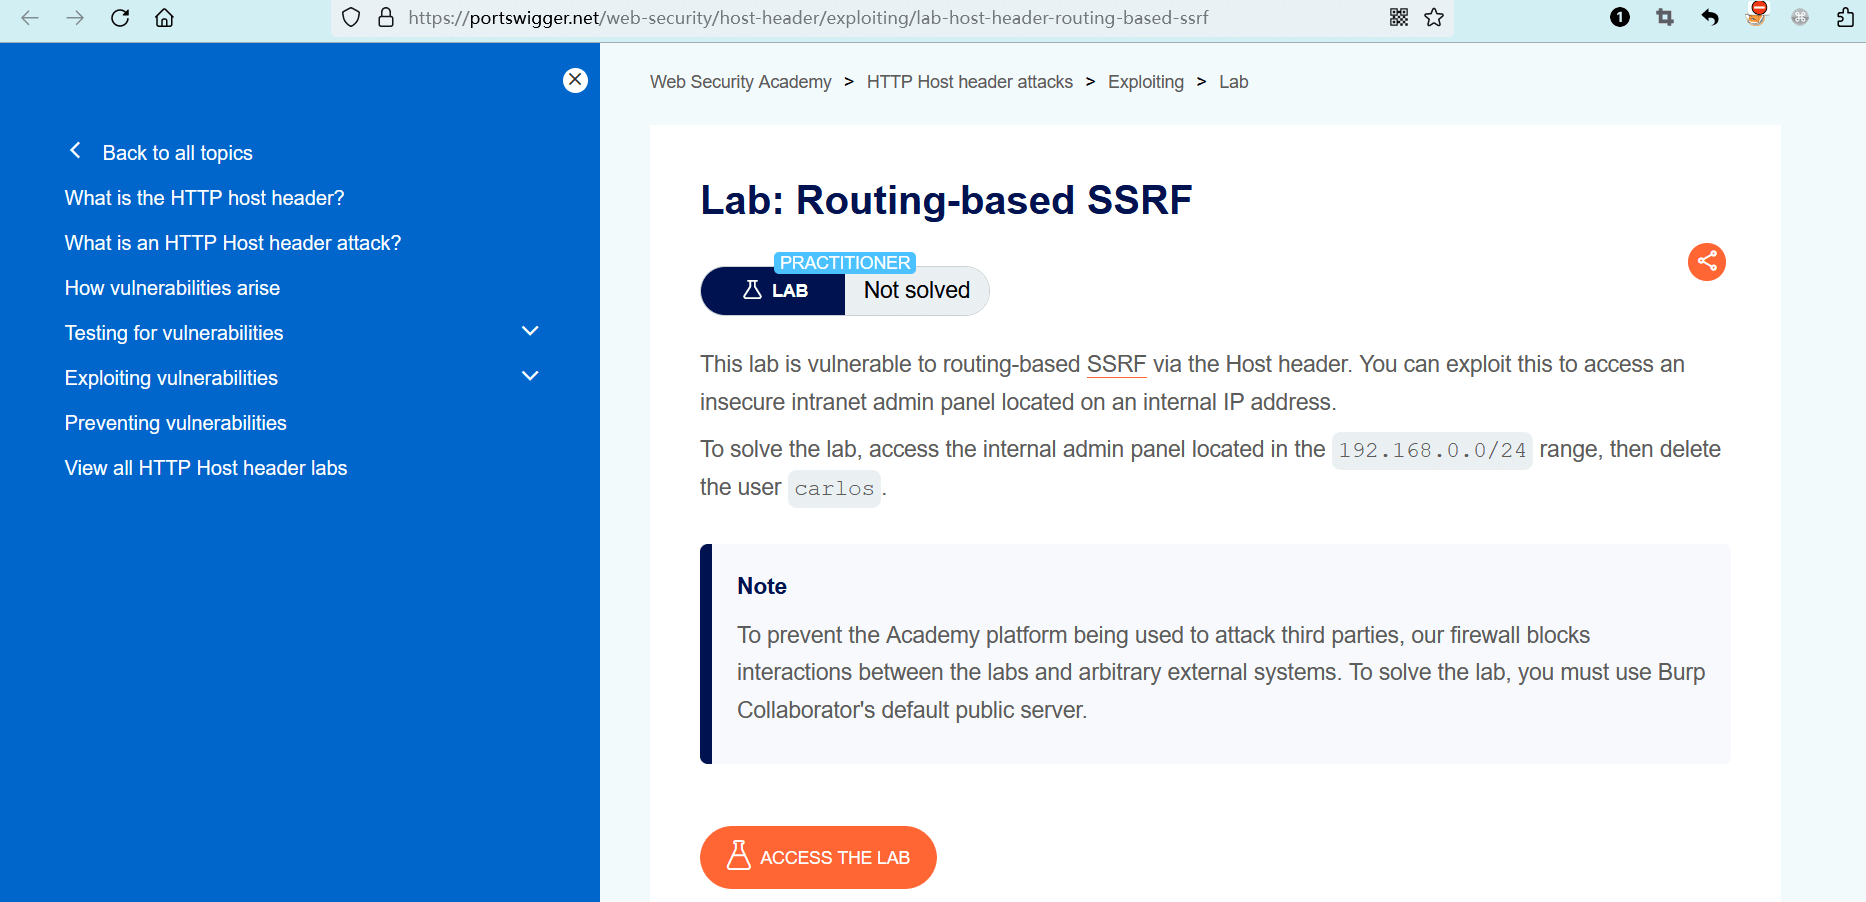 https://portswigger.net/web-security/host-header/exploiting/lab-host-header-routing-based-ssrf
1
Back to all topics
What is the HTTP host header?
What is an HTTP Host header attack?
How vulnerabilities arise
Testing for vulnerabilities
Exploiting vulnerabilities
Preventing vulnerabilities
View all HTTP Host header labs
Web Security Academy > HTTP Host header attacks > Exploiting > Lab
Lab: Routing-based SSRF
PRACTITIONER
LAB Not solved
This lab is vulnerable to routing-based SSRF via the Host header. You can exploit this to access an
insecure intranet admin panel located on an internal IP address.
To solve the lab, access the internal admin panel located in the 192.168.0.0/24 range, then delete
the user carlos.
Note
To prevent the Academy platform being used to attack third parties, our firewall blocks
interactions between the labs and arbitrary external systems. To solve the lab, you must use Burp
Collaborator's default public server.
ACCESS THE LAB